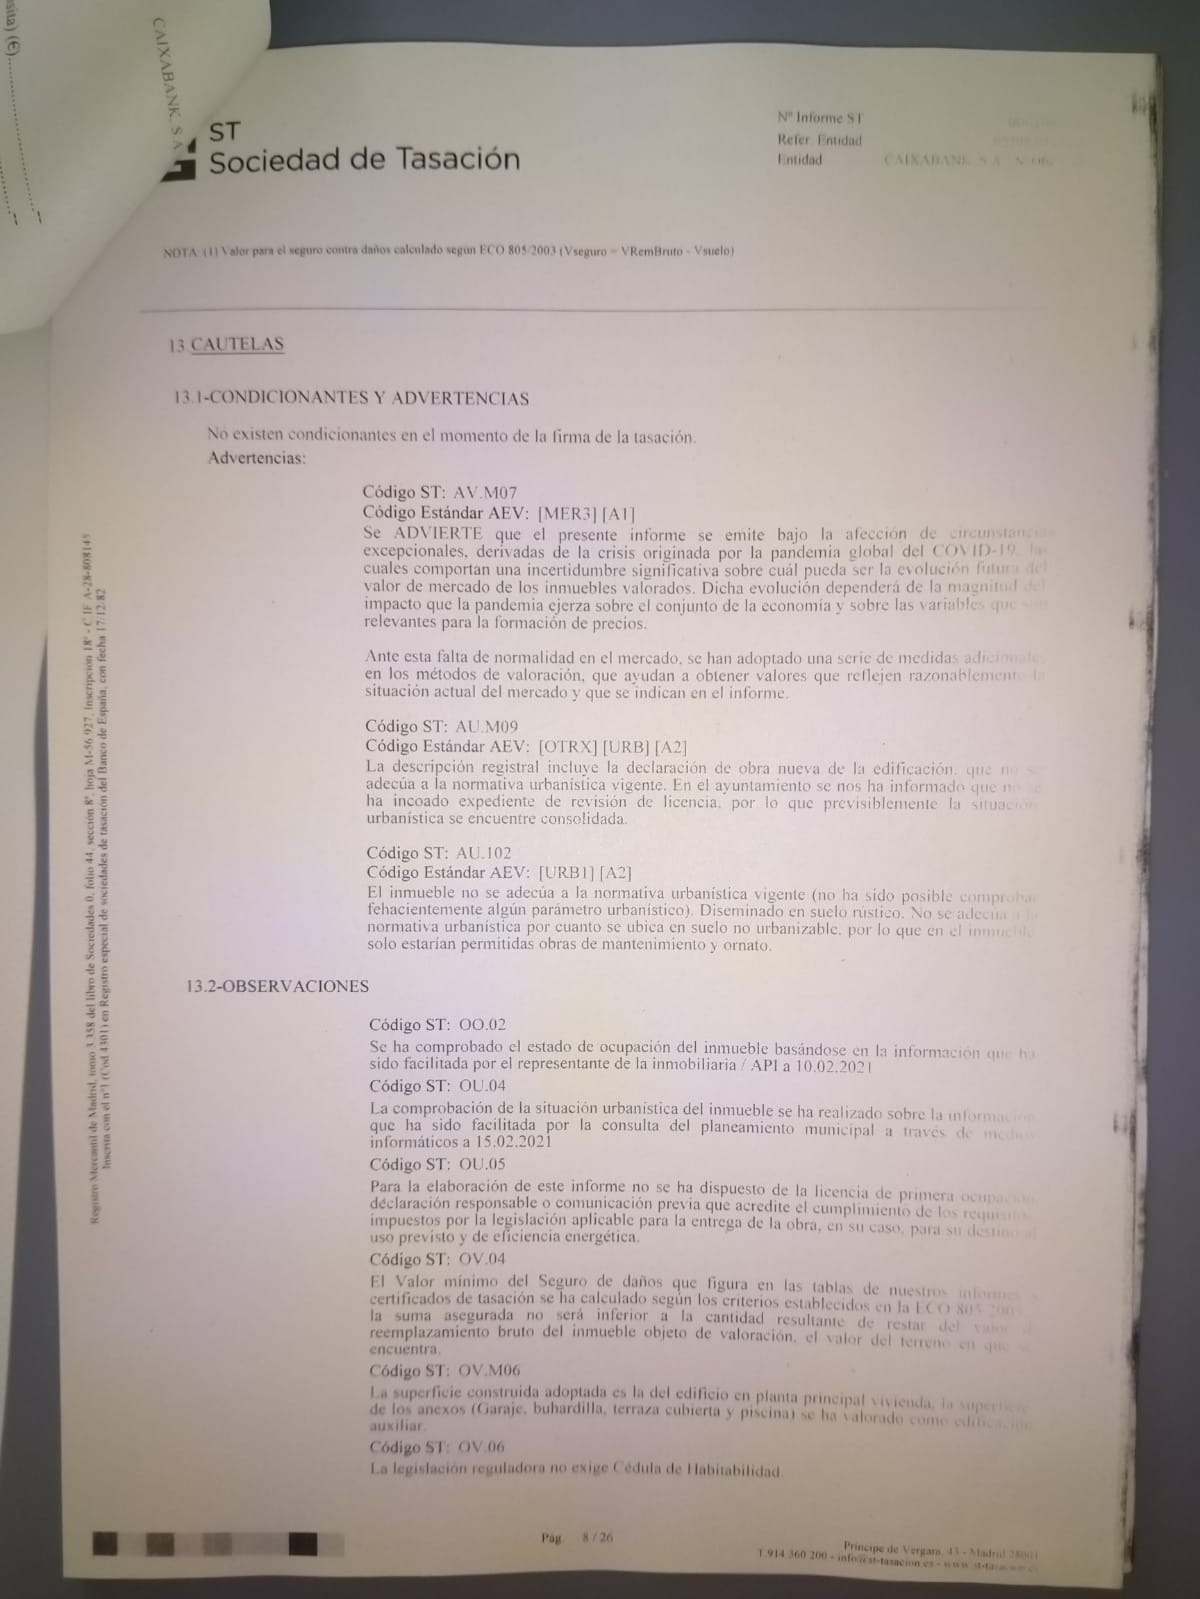 sita) (€)
CAIXABANK, S.A
ST
Sociedad de Tasación
Nº Informe ST
Refer. Entidad
Entidad CAIXABANK, S.A.
NOTA: (1) Valor para el seguro contra daños calculado según ECO 805/2003 (Vseguro = VRemBruto - Vsuelo)
13 CAUTELAS
13.1-CONDICIONANTES Y ADVERTENCIAS
No existen condicionantes en el momento de la firma de la tasación.
Advertencias:
Código ST: AV.M07
Código Estándar AEV: [MER3] [A1]
Se ADVIERTE que el presente informe se emite bajo la afección de circunstancias
excepcionales, derivadas de la crisis originada por la pandemia global del COVID-19, las
cuales comportan una incertidumbre significativa sobre cuál pueda ser la evolución futura del
valor de mercado de los inmuebles valorados. Dicha evolución dependerá de la magnitud del
impacto que la pandemia ejerza sobre el conjunto de la economía y sobre las variables que son
relevantes para la formación de precios.
Ante esta falta de normalidad en el mercado, se han adoptado una serie de medidas adicionales
en los métodos de valoración, que ayudan a obtener valores que reflejen razonablemente la
situación actual del mercado y que se indican en el informe.
Código ST: AU.M09
Código Estándar AEV: [OTRX] [URB] [A2]
La descripción registral incluye la declaración de obra nueva de la edificación, que no se
adecúa a la normativa urbanística vigente. En el ayuntamiento se nos ha informado que no se
ha incoado expediente de revisión de licencia, por lo que previsiblemente la situación
urbanística se encuentre consolidada.
Código ST: AU.102
Código Estándar AEV: [URB1] [A2]
El inmueble no se adecúa a la normativa urbanística vigente (no ha sido posible comprobar
fehacientemente algún parámetro urbanístico). Diseminado en suelo rústico. No se adecúa a la
normativa urbanística por cuanto se ubica en suelo no urbanizable, por lo que en el inmueble
solo estarían permitidas obras de mantenimiento y ornato.
13.2-OBSERVACIONES
Código ST: OO.02
Se ha comprobado el estado de ocupación del inmueble basándose en la información que ha
sido facilitada por el representante de la inmobiliaria / API a 10.02.2021
Código ST: OU.04
La comprobación de la situación urbanística del inmueble se ha realizado sobre la información
que ha sido facilitada por la consulta del planeamiento municipal a través de medios
informáticos a 15.02.2021
Código ST: OU.05
Para la elaboración de este informe no se ha dispuesto de la licencia de primera ocupación,
declaración responsable o comunicación previa que acredite el cumplimiento de los requisitos
impuestos por la legislación aplicable para la entrega de la obra, en su caso, para su destino al
uso previsto y de eficiencia energética.
Código ST: OV.04
El Valor mínimo del Seguro de daños que figura en las tablas de nuestros informes y
certificados de tasación se ha calculado según los criterios establecidos en la ECO 805/2003
la suma asegurada no será inferior a la cantidad resultante de restar del valor de
reemplazamiento bruto del inmueble objeto de valoración, el valor del terreno en que se
encuentra.
Código ST: OV.M06
La superficie construida adoptada es la del edificio en planta principal vivienda, la superficie
de los anexos (Garaje, buhardilla, terraza cubierta y piscina) se ha valorado como edificación
auxiliar.
Código ST: OV.06
La legislación reguladora no exige Cédula de Habitabilidad.
Registro Mercantil de Madrid, tomo 3.358 del libro de Sociedades 0, folio 44, sección 8ª, hoja M-56.927, Inscripción 18ª - C.I.F. A-28-808145
Inscrita con el nº1 (Cód 4301) en Registro especial de sociedades de tasación del Banco de España, con fecha 17/12/82
Pág. 8 / 26
Príncipe de Vergara, 43 - Madrid 28001
T 914 360 200 - info@st-tasacion.es - www.st-tasacion.es